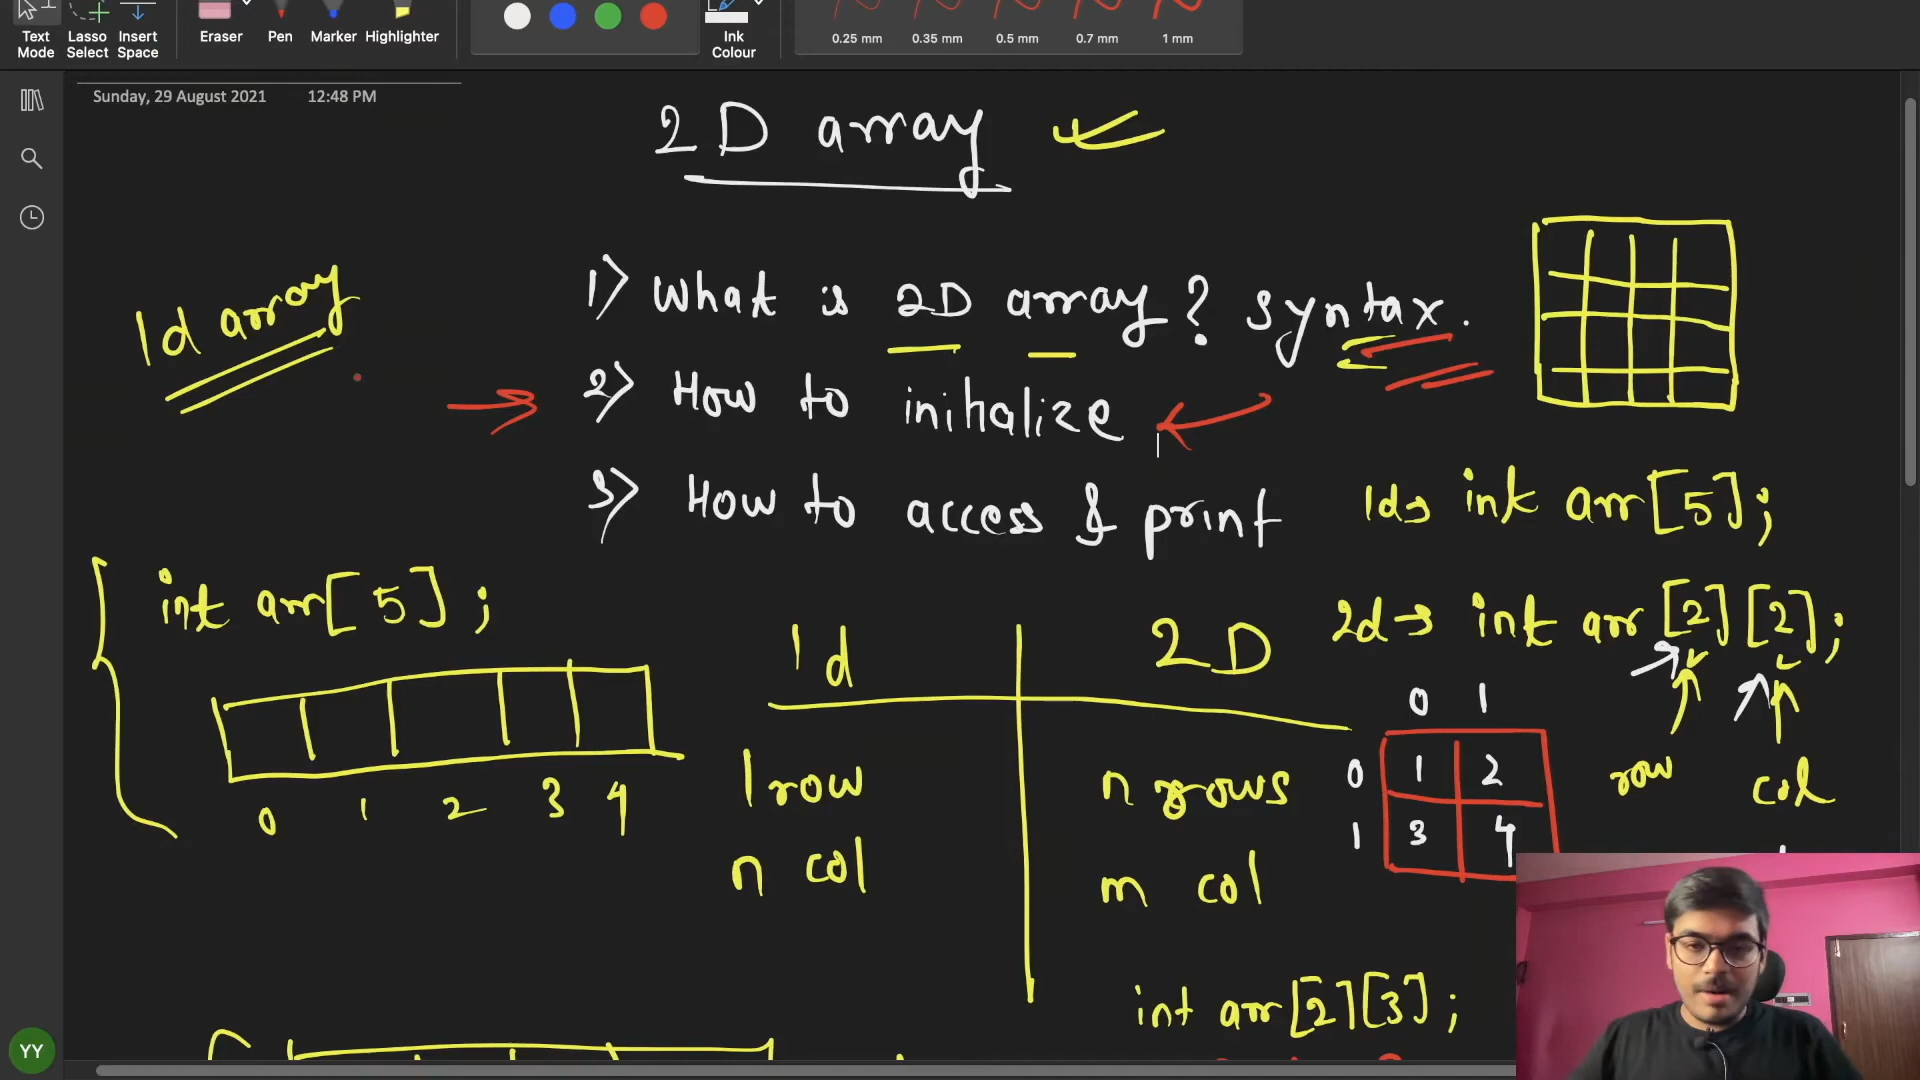 Text Mode
Lasso Select
Insert Space
Eraser
Pen
Marker
Highlighter
Ink Colour
0.25 mm
0.35 mm
0.5 mm
0.7 mm
1 mm
Sunday, 29 August 2021 12:48 PM
2D array
1d array
1) What is 2D array? syntax.
2) How to initialize
3) How to access & print
1d→ int arr[5];
int arr[5];
2d→ int arr[2][2];
row col
0 1 2 3 4
1d 2D
1 row n rows
n col m col
0 1
0 1 2
1 3 4
int arr[2][3];
YY